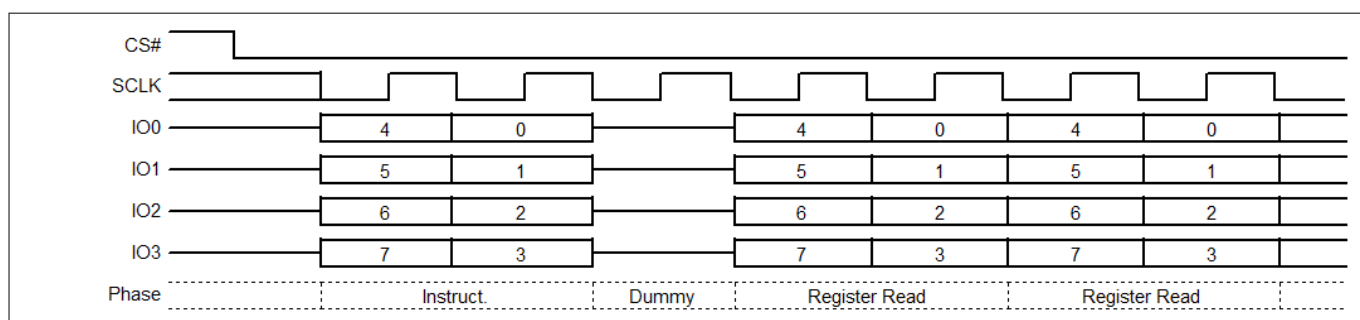 CS#
SCLK
IO0 4 0 4 0 4 0
IO1 5 1 5 1 5 1
IO2 6 2 6 2 6 2
IO3 7 3 7 3 7 3
Phase Instruct. Dummy Register Read Register Read